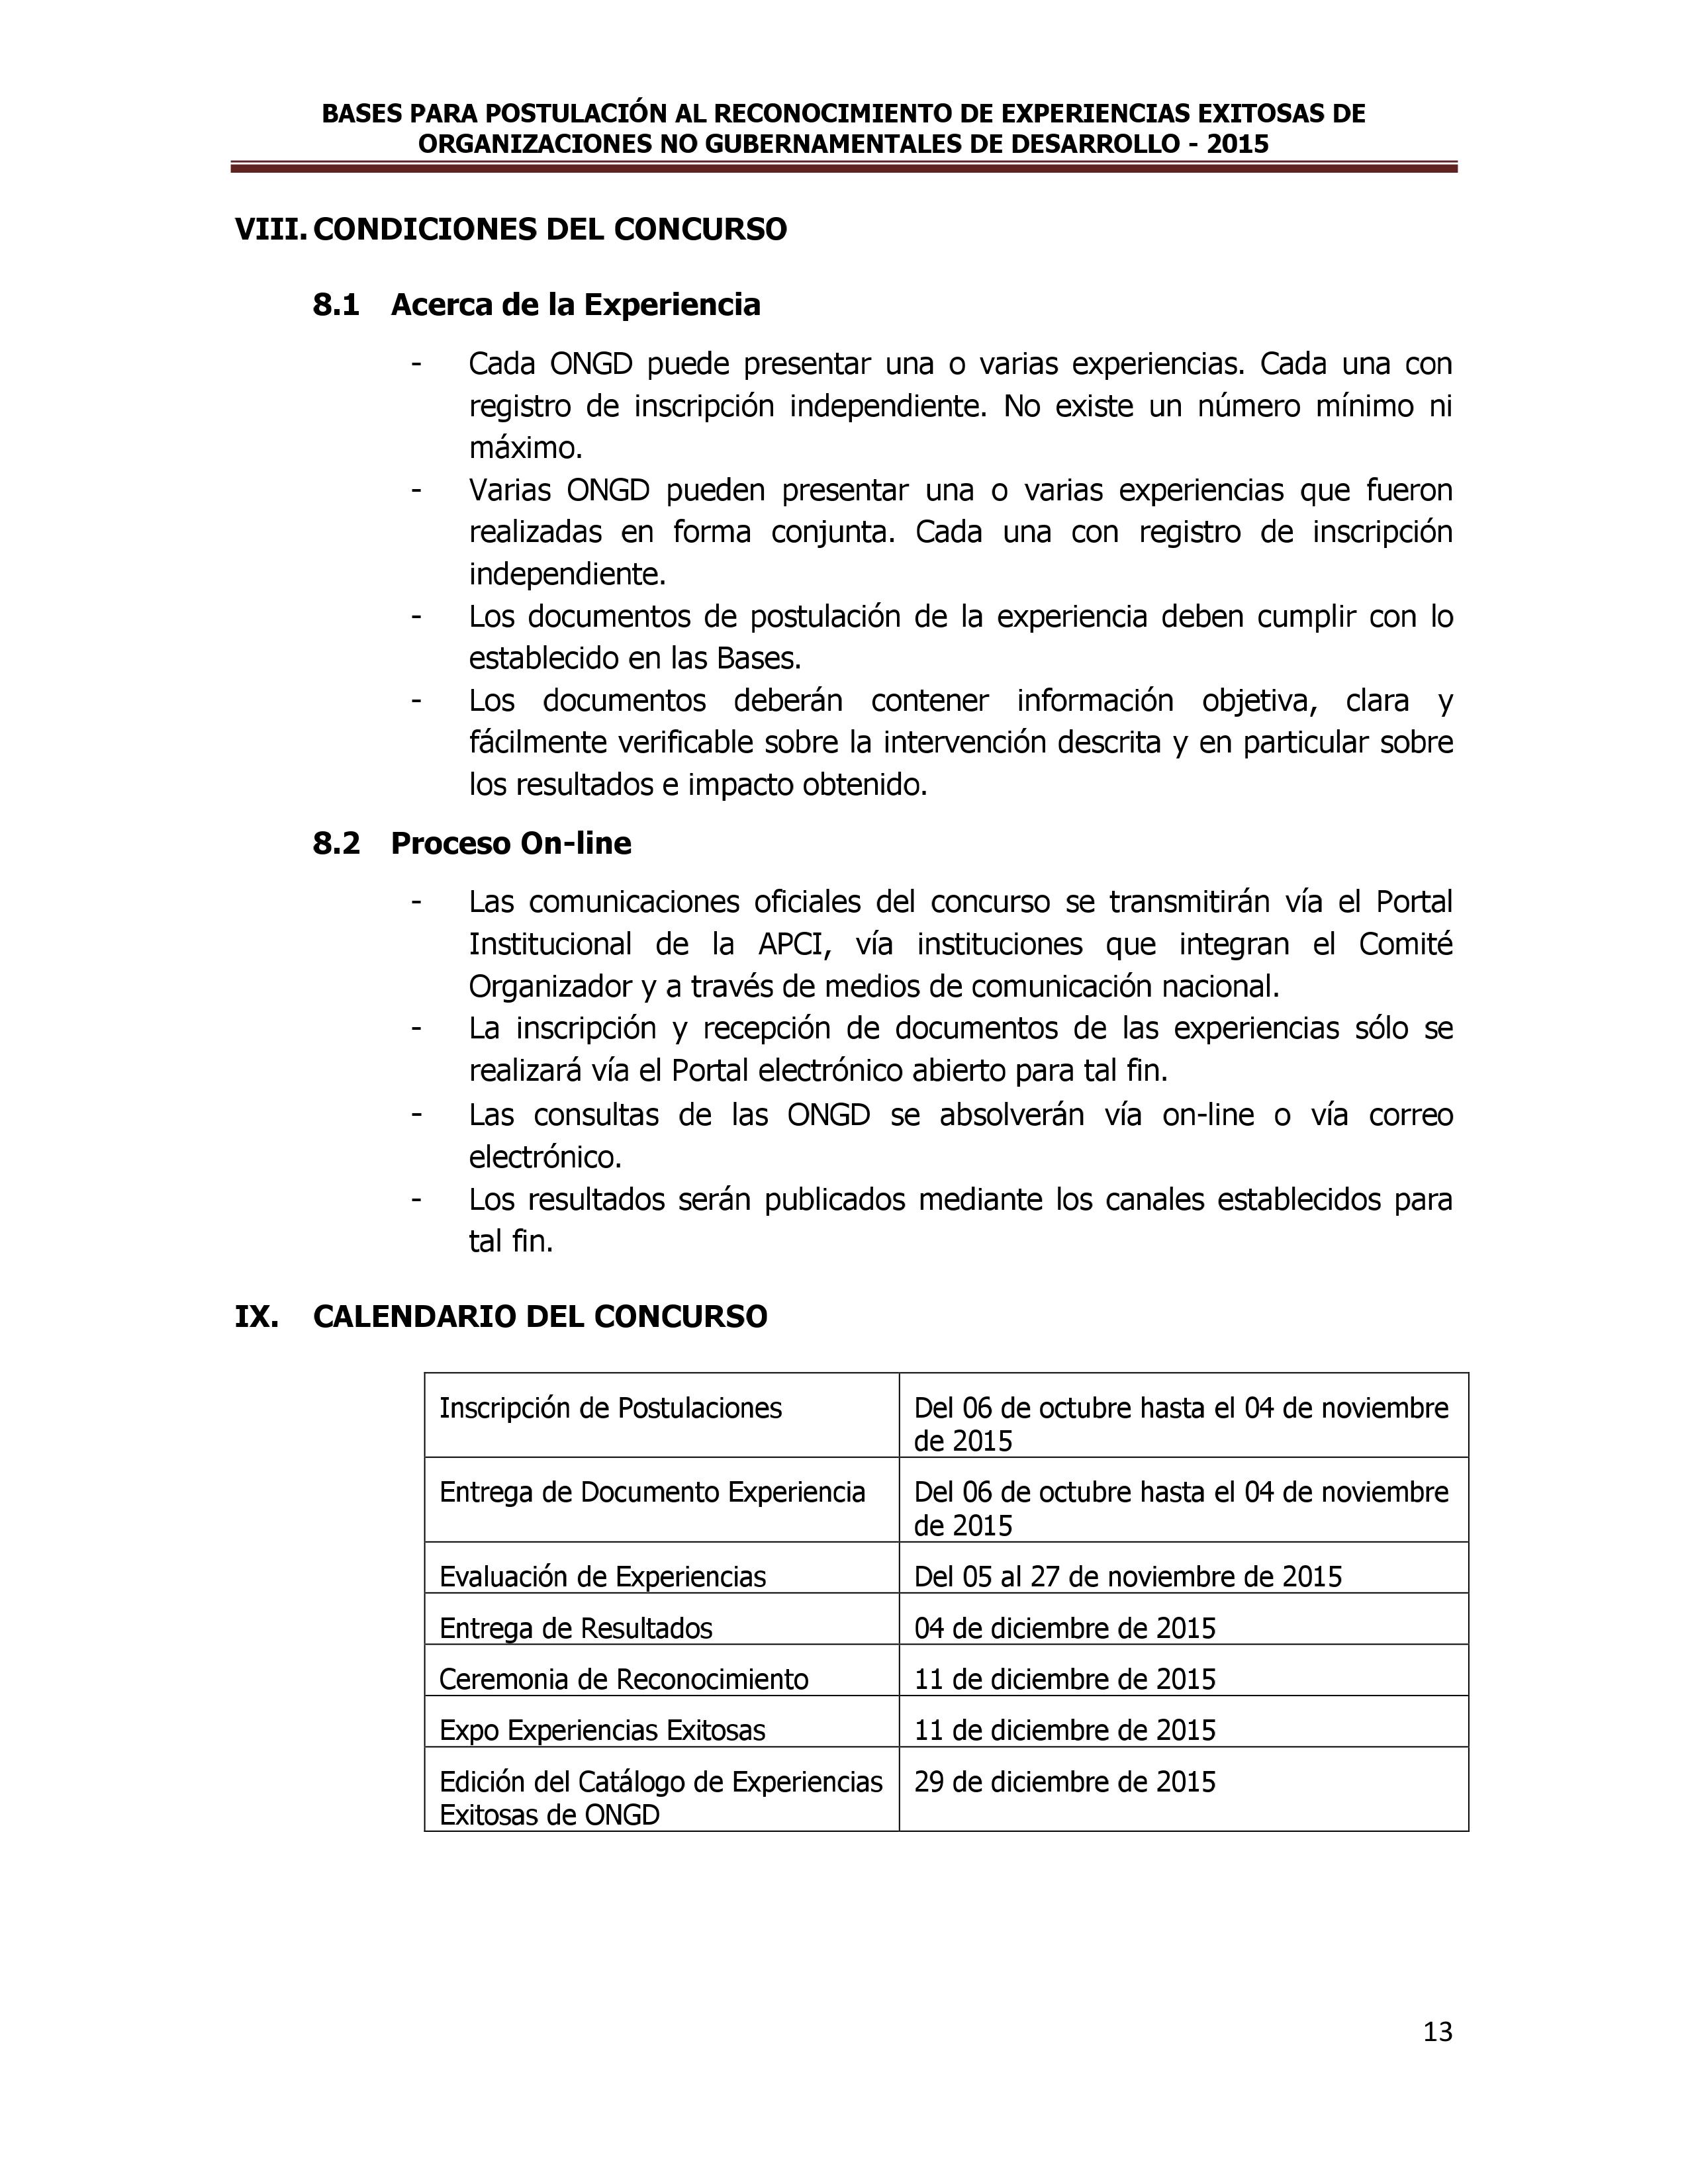 BASES PARA POSTULACIÓN AL RECONOCIMIENTO DE EXPERIENCIAS EXITOSAS DE
ORGANIZACIONES NO GUBERNAMENTALES DE DESARROLLO - 2015
VIII. CONDICIONES DEL CONCURSO
8.1 Acerca de la Experiencia
- Cada ONGD puede presentar una o varias experiencias. Cada una con
registro de inscripción independiente. No existe un número mínimo ni
máximo.
- Varias ONGD pueden presentar una o varias experiencias que fueron
realizadas en forma conjunta. Cada una con registro de inscripción
independiente.
- Los documentos de postulación de la experiencia deben cumplir con lo
establecido en las Bases.
- Los documentos deberán contener información objetiva, clara y
fácilmente verificable sobre la intervención descrita y en particular sobre
los resultados e impacto obtenido.
8.2 Proceso On-line
- Las comunicaciones oficiales del concurso se transmitirán vía el Portal
Institucional de la APCI, vía instituciones que integran el Comité
Organizador y a través de medios de comunicación nacional.
- La inscripción y recepción de documentos de las experiencias sólo se
realizará vía el Portal electrónico abierto para tal fin.
- Las consultas de las ONGD se absolverán vía on-line o vía correo
electrónico.
- Los resultados serán publicados mediante los canales establecidos para
tal fin.
IX. CALENDARIO DEL CONCURSO
Inscripción de Postulaciones Del 06 de octubre hasta el 04 de noviembre
de 2015
Entrega de Documento Experiencia Del 06 de octubre hasta el 04 de noviembre
de 2015
Evaluación de Experiencias Del 05 al 27 de noviembre de 2015
Entrega de Resultados 04 de diciembre de 2015
Ceremonia de Reconocimiento 11 de diciembre de 2015
Expo Experiencias Exitosas 11 de diciembre de 2015
Edición del Catálogo de Experiencias 29 de diciembre de 2015
Exitosas de ONGD
13